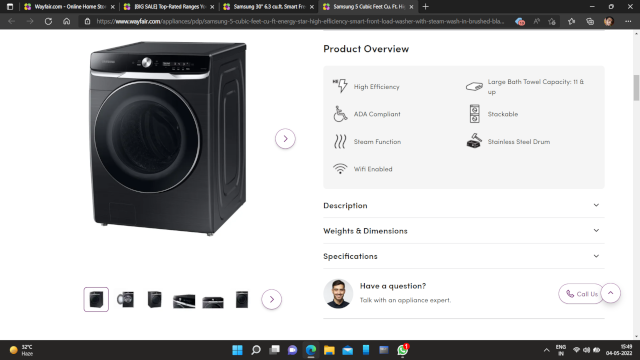 Wayfair.com - Online Home Stor
[BIG SALE] Top-Rated Ranges Yo
Samsung 30" 6.3 cu.ft. Smart Fre
Samsung 5 Cubic Feet Cu. Ft. Hi
https://www.wayfair.com/appliances/pdp/samsung-5-cubic-feet-cu-ft-energy-star-high-efficiency-smart-front-load-washer-with-steam-wash-in-brushed-bla...
Product Overview
High Efficiency
Large Bath Towel Capacity: 11 &
up
ADA Compliant
Stackable
Steam Function
Stainless Steel Drum
Wifi Enabled
Description
Weights & Dimensions
Specifications
Have a question?
Talk with an appliance expert.
Call Us
32°C
Haze
ENG
IN
15:49
04-05-2022